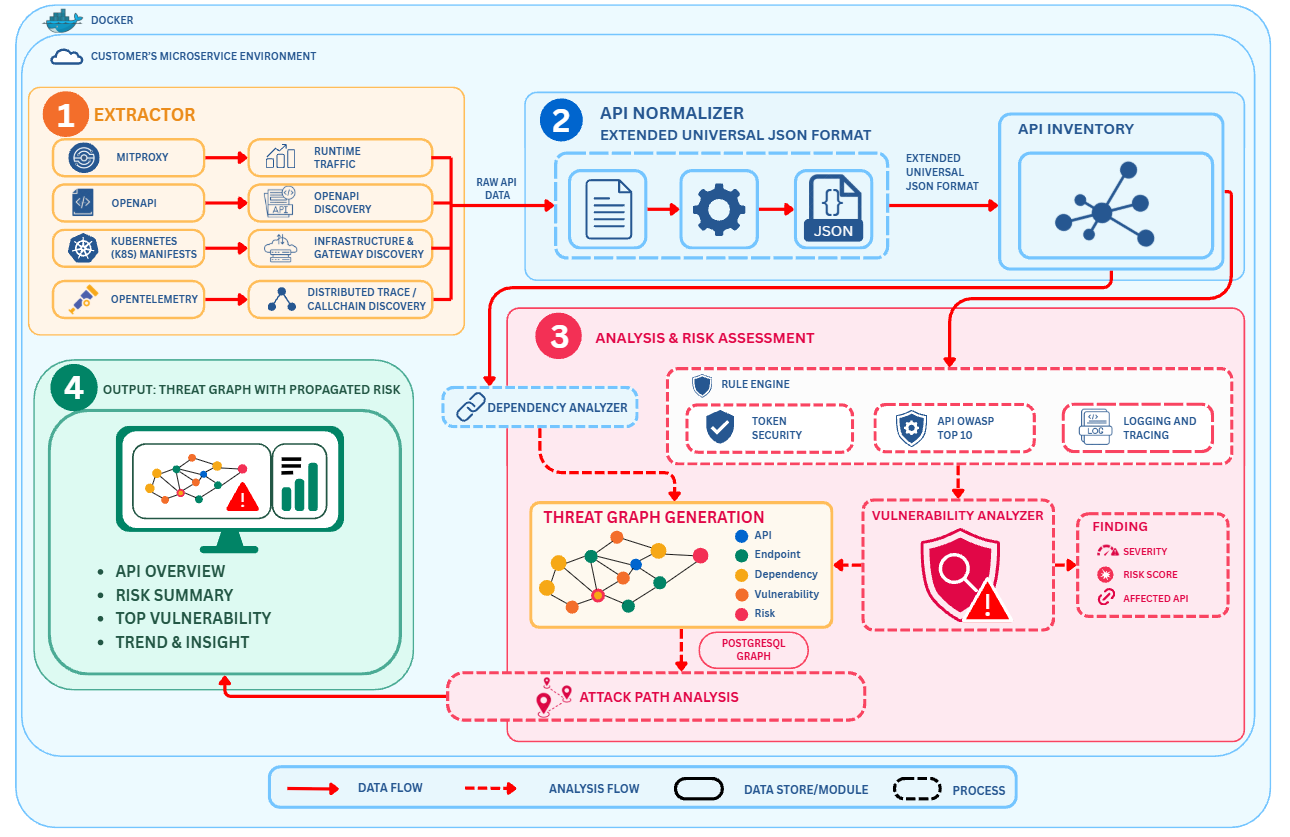 DOCKER
CUSTOMER'S MICROSERVICE ENVIRONMENT
1
EXTRACTOR
MITPROXY
RUNTIME
TRAFFIC
OPENAPI
API
OPENAPI
DISCOVERY
KUBERNETES
(K8S) MANIFESTS
INFRASTRUCTURE &
GATEWAY DISCOVERY
OPENTELEMETRY
DISTRIBUTED TRACE /
CALLCHAIN DISCOVERY
RAW API
DATA
2
API NORMALIZER
EXTENDED UNIVERSAL JSON FORMAT
{}
JSON
EXTENDED
UNIVERSAL
JSON FORMAT
API INVENTORY
3
ANALYSIS & RISK ASSESSMENT
DEPENDENCY ANALYZER
RULE ENGINE
TOKEN
SECURITY
API OWASP
TOP 10
LOG
LOGGING AND
TRACING
THREAT GRAPH GENERATION
API
Endpoint
Dependency
Vulnerability
Risk
VULNERABILITY ANALYZER
FINDING
SEVERITY
RISK SCORE
AFFECTED API
POSTGRESQL
GRAPH
ATTACK PATH ANALYSIS
4
OUTPUT: THREAT GRAPH WITH PROPAGATED RISK
• API OVERVIEW
• RISK SUMMARY
• TOP VULNERABILITY
• TREND & INSIGHT
DATA FLOW
ANALYSIS FLOW
DATA STORE/MODULE
PROCESS